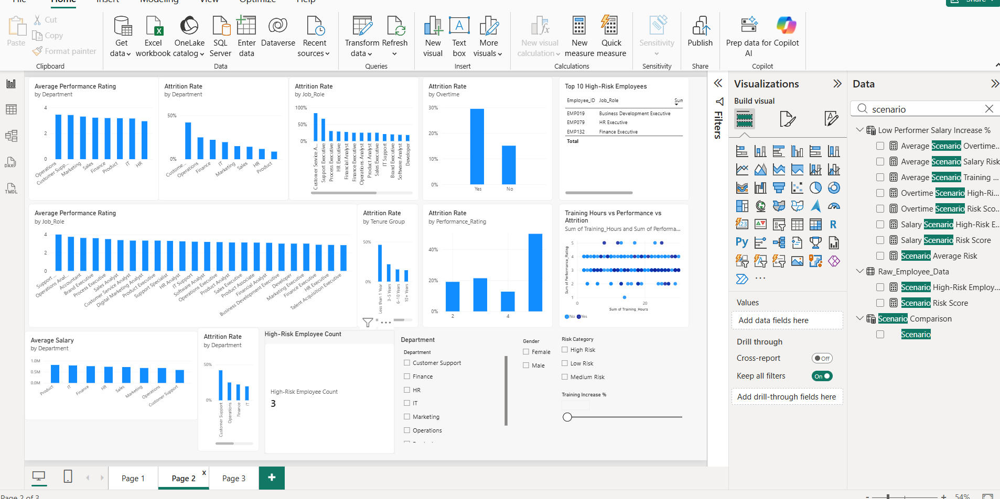 File Home Insert Modeling View Optimize Help Share
Paste
Cut
Copy
Format painter
Clipboard
Get data
Excel workbook
OneLake catalog
SQL Server
Enter data
Dataverse
Recent sources
Data
Transform data
Refresh
Queries
New visual
Text box
More visuals
Insert
New visual calculation
New measure
Quick measure
Calculations
Sensitivity
Sensitivity
Publish
Share
Prep data for AI
Copilot
Copilot
DAX
TMDL
Average Performance Rating
by Department
4
2
0
Operations
Customer Supp...
Marketing
Sales
Finance
Product
IT
HR
Attrition Rate
by Department
50%
0%
Custome...
Operations
Finance
IT
Marketing
Sales
HR
Product
Attrition Rate
by Job_Role
100%
50%
0%
Customer Service A...
Support Executive
Process Executive
HR Executive
Financial Analyst
Finance Executive
Operations Analyst
Product Analyst
Sales Executive
IT Support
Brand Executive
Software Analyst
Developer
Attrition Rate
by Overtime
30%
20%
10%
0%
Yes
No
Top 10 High-Risk Employees
Employee_ID Job_Role Sum
EMP019 Business Development Executive
EMP079 HR Executive
EMP132 Finance Executive
Total
Average Performance Rating
by Job_Role
4
2
0
Support ...
Operations Anal...
Accountant
Brand Executive
Process Executive
Sales Analyst
Customer Service Analyst
Digital Marketing Analyst
Product Executive
Support Specialist
HR Analyst
IT Support
Software Analyst
Operations Executive
Product Analyst
Sales Executive
Product Associate
Financial Analyst
Business Development Executive
Developer
Marketing Executive
Finance Executive
HR Executive
Talent Acquisition Executive
Attrition Rate
by Tenure Group
50%
0%
Less than 1 Year
3–5 Years
6–10 Years
10+ Years
Attrition Rate
by Performance_Rating
40%
20%
0%
2
4
Training Hours vs Performance vs
Attrition
Sum of Training_Hours and Sum of Performa...
Sum of Performance_Rating
5
4
3
2
1
0
20
Sum of Training_Hours
No Yes
Average Salary
by Department
1.0M
0.5M
0.0M
Product
IT
Finance
HR
Sales
Marketing
Operations
Customer Support
Attrition Rate
by Department
50%
0%
Customer Support
Operations
Finance
IT
High-Risk Employee Count
High-Risk Employee Count
3
Department
Department
Customer Support
Finance
HR
IT
Marketing
Operations
Gender
Female
Male
Risk Category
High Risk
Low Risk
Medium Risk
Training Increase %
Filters
Visualizations
Build visual
123
R
Py
...
Values
Add data fields here
Drill through
Cross-report
Off
Keep all filters
On
Add drill-through fields here
Data
scenario
Low Performer Salary Increase %
Average Scenario Overtime...
Average Scenario Salary Risk
Average Scenario Training ...
Overtime Scenario High-Ri...
Overtime Scenario Risk Sco...
Salary Scenario High-Risk E...
Salary Scenario Risk Score
Scenario Average Risk
Raw_Employee_Data
Scenario High-Risk Employ...
Scenario Risk Score
Scenario Comparison
Scenario
Page 1
Page 2
x
Page 3
+
Page 2 of 3
- + 54%